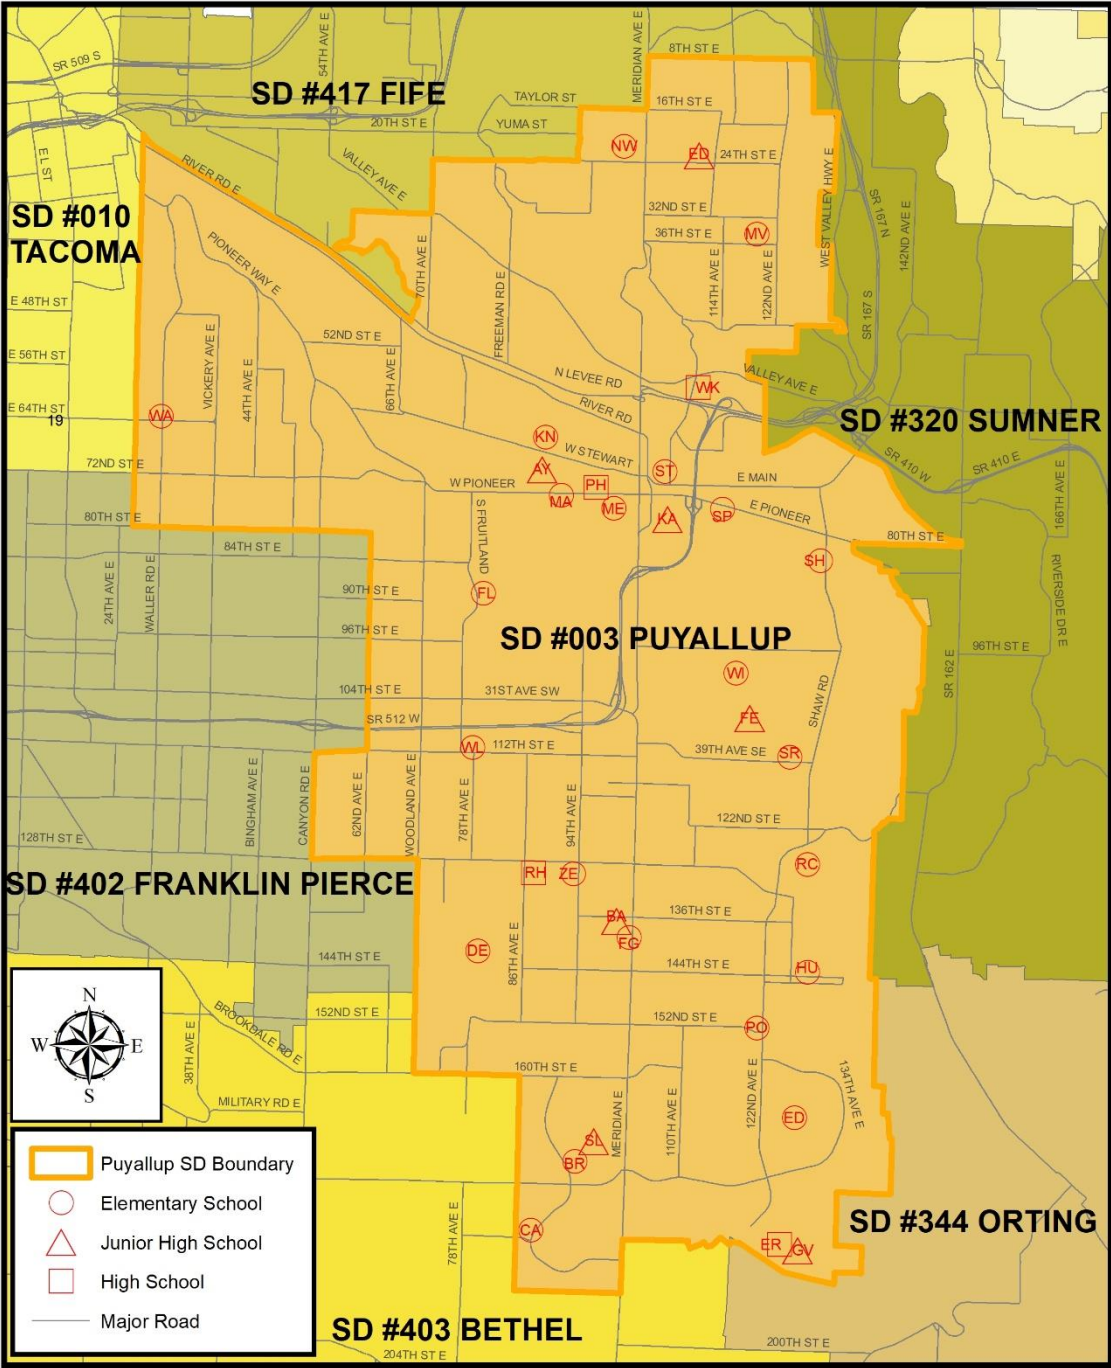 8TH ST E
SR 509 S
54TH AVE E
MERIDIAN AVE E
SD #417 FIFE
TAYLOR ST
16TH ST E
20TH ST E
YUMA ST
E L ST
NW
ED
24TH ST E
RIVER RD E
VALLEY AVE E
WEST VALLEY HWY E
SR 167 N
142ND AVE E
SD #010
TACOMA
32ND ST E
36TH ST E
MV
PIONEER WAY E
70TH AVE E
FREEMAN RD E
114TH AVE E
122ND AVE E
SR 167 S
E 48TH ST
52ND ST E
E 56TH ST
VICKERY AVE E
44TH AVE E
66TH AVE E
N LEVEE RD
RIVER RD
WK
VALLEY AVE E
E 64TH ST
19
WA
SD #320 SUMNER
KN
W STEWART
SR 410 W
SR 410 E
72ND ST E
AY
ST
E MAIN
W PIONEER
PH
MA
ME
KA
SP
E PIONEER
166TH AVE E
80TH ST E
S FRUITLAND
80TH ST E
84TH ST E
SH
24TH AVE E
WALLER RD E
90TH ST E
FL
RIVERSIDE DR E
96TH ST E
SD #003 PUYALLUP
96TH ST E
SR 162 E
WI
104TH ST E
31ST AVE SW
SHAW RD
SR 512 W
FE
WL
112TH ST E
39TH AVE SE
SR
BINGHAM AVE E
CANYON RD E
62ND AVE E
WOODLAND AVE E
78TH AVE E
94TH AVE E
122ND ST E
128TH ST E
SD #402 FRANKLIN PIERCE
RH
ZE
RC
BA
136TH ST E
FG
DE
86TH AVE E
144TH ST E
144TH ST E
HU
N
W
E
S
38TH AVE E
BROOKDALE RD E
152ND ST E
152ND ST E
PO
160TH ST E
MILITARY RD E
MERIDIAN E
110TH AVE E
122ND AVE E
134TH AVE E
ED
SL
BR
Puyallup SD Boundary
Elementary School
Junior High School
High School
Major Road
78TH AVE E
CA
ER
GV
SD #344 ORTING
SD #403 BETHEL
200TH ST E
204TH ST E